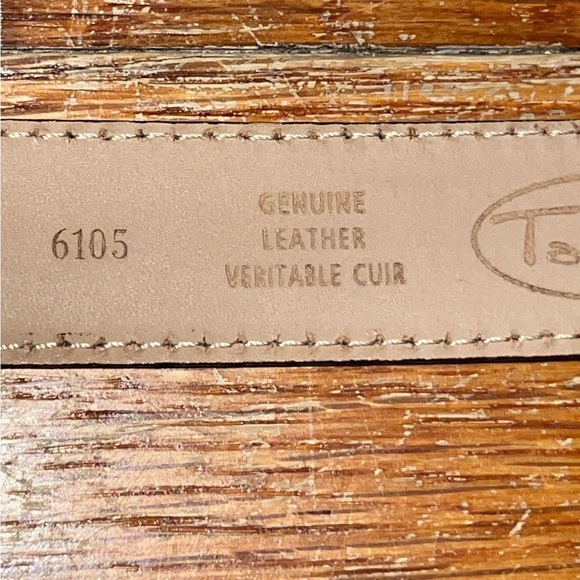 6105
GENUINE
LEATHER
VERITABLE CUIR